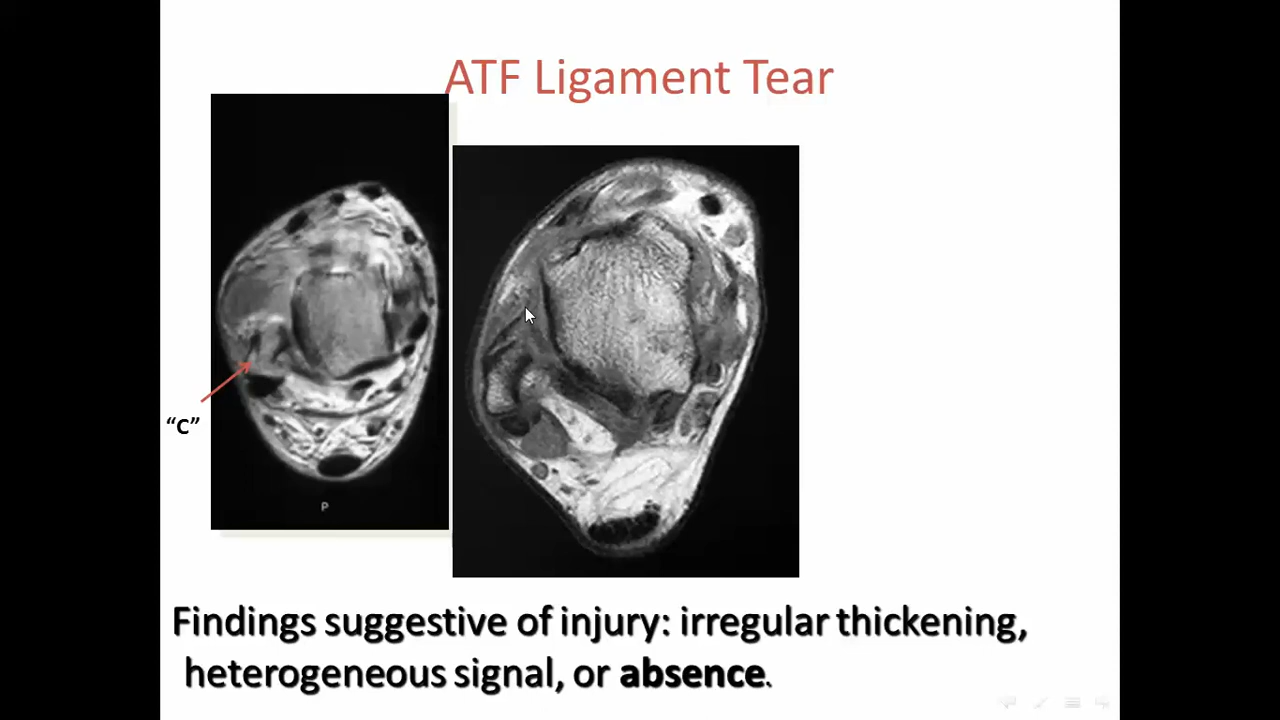 ATF Ligament Tear
“C”
P
Findings suggestive of injury: irregular thickening,
heterogeneous signal, or absence.